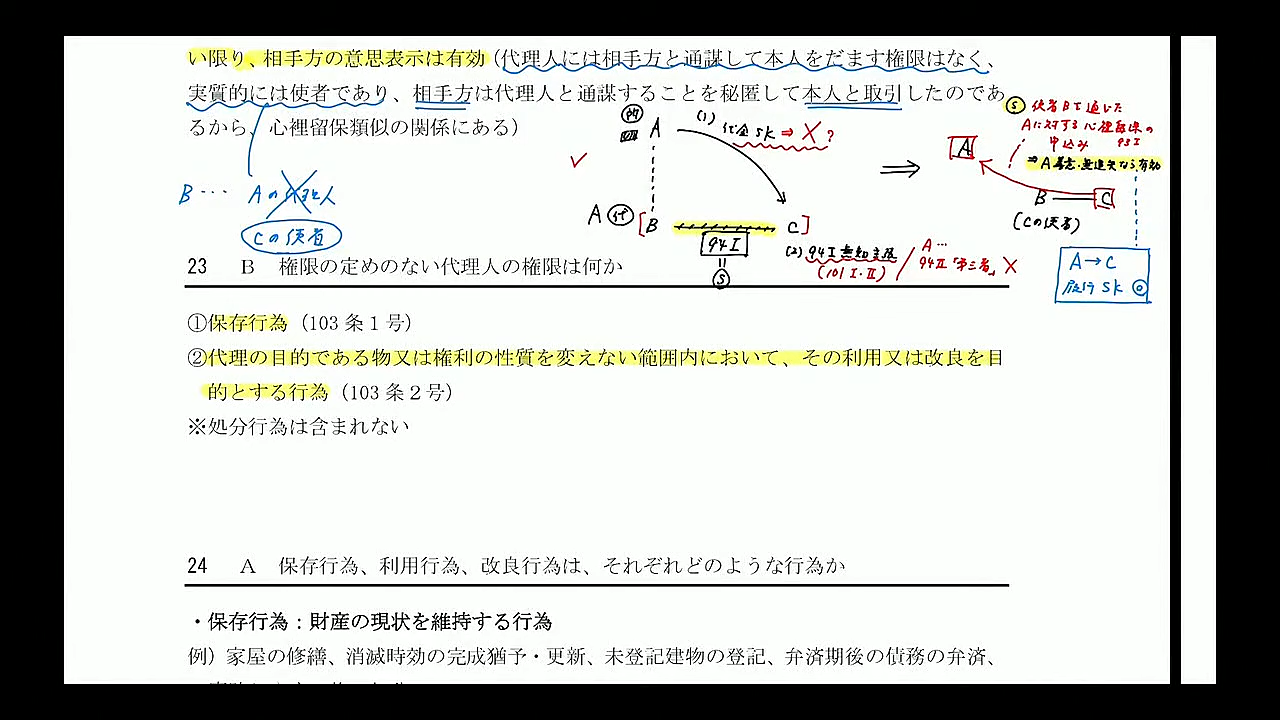 い限り、相手方の意思表示は有効(代理人には相手方と通謀して本人をだます権限はなく、
実質的には使者であり、相手方は代理人と通謀することを秘匿して本人と取引したのであ
るから、心裡留保類似の関係にある)
B… Aの代理人
Cの使者
A
(1)
代金SK⇒X?
A代
B
C
94Ⅰ
(2) 94Ⅰ無知主張
(101Ⅰ・Ⅱ)
A…
94Ⅱ「第三者」X
S 使者Bを通じた
Aに対する心裡留保の
申込み 93Ⅰ
⇒A善意・無過失なら有効
A
B
C
(Cの使者)
A→C
履行SK◎
23 B 権限の定めのない代理人の権限は何か
①保存行為(103条1号)
②代理の目的である物又は権利の性質を変えない範囲内において、その利用又は改良を目
的とする行為(103条2号)
※処分行為は含まれない
24 A 保存行為、利用行為、改良行為は、それぞれどのような行為か
・保存行為:財産の現状を維持する行為
例)家屋の修繕、消滅時効の完成猶予・更新、未登記建物の登記、弁済期後の債務の弁済、